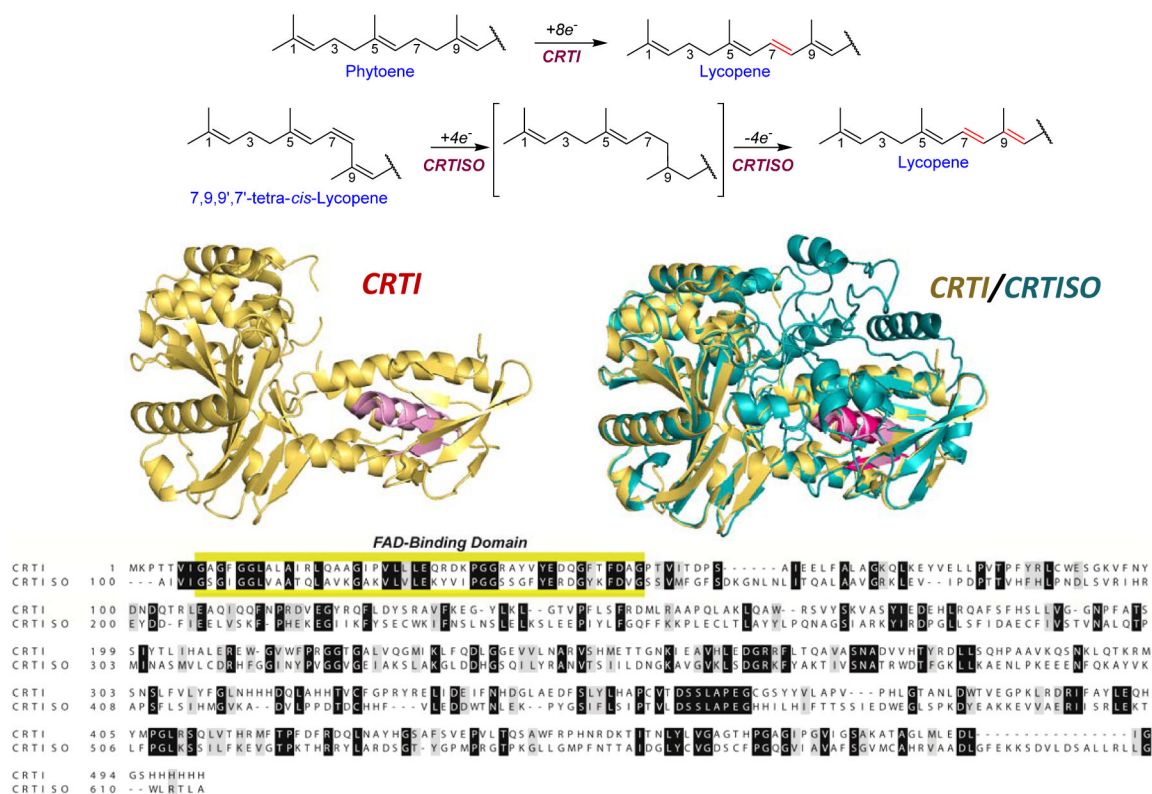 +8e-
CRTI
1 3 5 7 9
Phytoene
1 3 5 7 9
Lycopene
+4e-
CRTISO
-4e-
CRTISO
1 3 5 7 9
7,9,9',7'-tetra-cis-Lycopene
1 3 5 7 9
1 3 5 7 9
Lycopene
CRTI
CRTI/CRTISO
FAD-Binding Domain
CRTI 1 MKPTTVIGAGFGGLALAIRLQAAGIPVLLLEQRDKPGGRAYVYEDQGFTFDAGPTVITDPS-----AIEELFALAGKQLKEYVELLPVTPFYRLCWESGKVFNY
CRTISO 100 --AIVIGSGIGGLVAATQLAVKGAKVLVLEKYVIPGGSSGFYERDGYKFDVGSSVMFGFSDKGNLNLITQALAAVGRKLEV--IPDPTTVHFHLPNDLSVRIHR
CRTI 100 DNDQTRLEAQIQQFNPRDVEGYRQFLDYSRAVFKEG-YLKL--GTVPFLSFRDMLRAAPQLAKLQAW--RSVYSKVASYIEDEHLRQAFSFHSLLVG-GNPFATS
CRTISO 200 EYDD-FIEELVSKF-PHEKEGIIKFYSECWKIFNSLNSLELKSLEEPIYLFGQFFKKPLECLTLAYYLPQNAGSIARKYIRDPGLLSFIDAECFIVSTVNALQTP
CRTI 199 SIYTLIHALEREW-GVWFPRGGTGALVQGMIKLFQDLGGEVVLNARVSHMETTGNKIEAVHLEDGRRFLTQAVASNADVVHTYRDLLSQHPAAVKQSNKLQTKRM
CRTISO 303 MINASMVLCDRHFGGINYPVGGVGEIAKSLAKGLDDHGSQILYRANVTSIILDNGKAVGVKLSDGRKFYAKTIVSNATRWDTFGKLLKAENLPKEEENFQKAYVK
CRTI 303 SNSLFVLYFGLNHHHDQLAHHTVCFGPRYRELIDEIFNHDGLAEDFSLYLHAPCVTDSSLAPEGCGSYYVLAPV---PHLGTANLDWTVEGPKLRDRIFAYLEQH
CRTISO 408 APSFLSIHMGVKA--DVLPPDTDCHHF---VLEDDWTNLEK--PYGSIFLSIPTVLDSSLAPEGHHILHIFTTSSIEDWEGLSPKDYEAKKEVVAERIISRLEKT
CRTI 405 YMPGLRSQLVTHRMFTPFDFRDQLNAYHGSAFSVEPVLTQSAWFRPHNRDKTITNLYLVGAGTHPGAGIPGVIGSAKATAGLMLEDL--------------IG
CRTISO 506 LFPGLKSSILFKEVGTPKTHRRYLARDSGT-YGPMPRGTPKGLLGMPFNTTAIDGLYCVGDSCFPGQGVIAVAFSGVMCAHRVAADLGFEKKSDVLDSALLRLLG
CRTI 494 GSHHHHHH
CRTISO 610 --WLRTLA